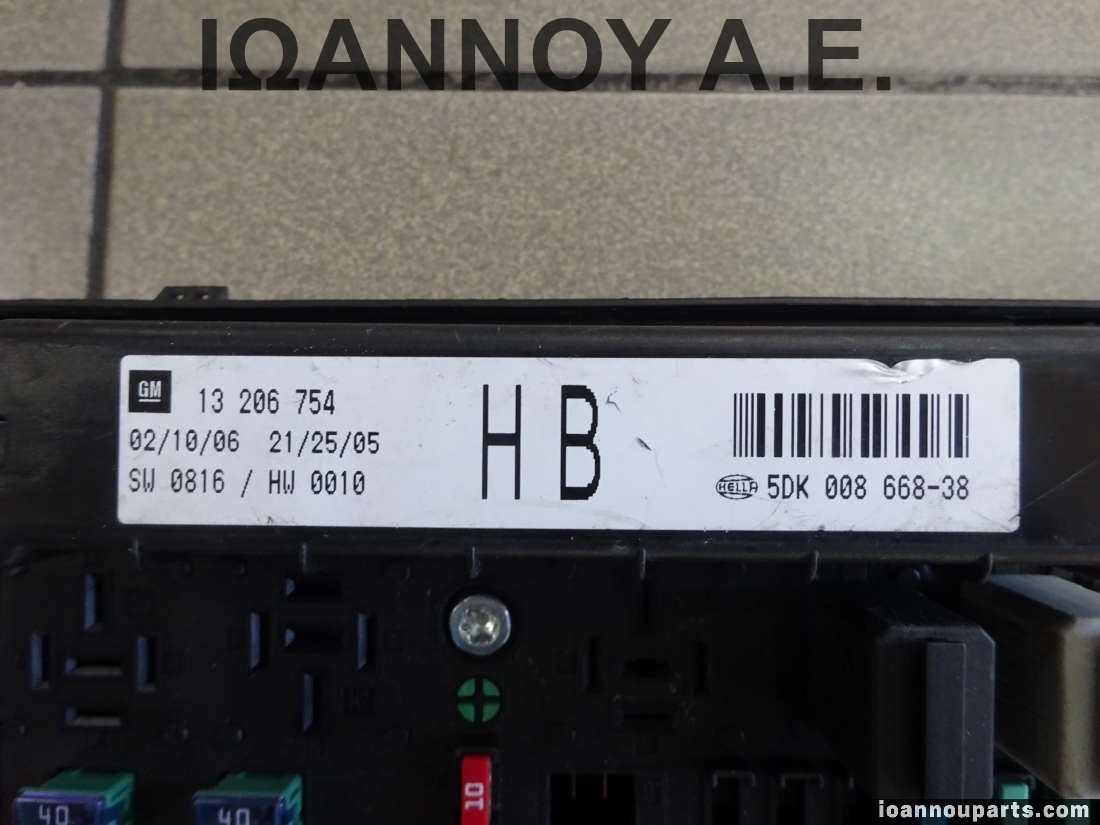 ΙΩΑΝΝΟΥ Α.Ε.
GM 13 206 754
02/10/06 21/25/05
SW 0816 / HW 0010
HB
HELLA 5DK 008 668-38
10
40
40
ioannouparts.com